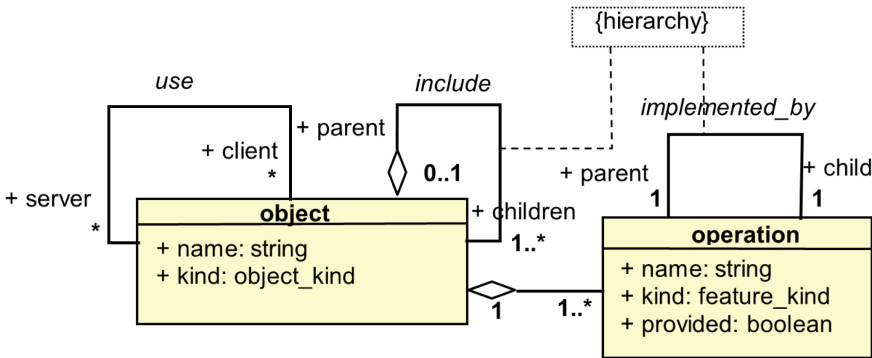 {hierarchy}
use
include
implemented_by
+ parent
+ client
*
0..1
+ parent
+ child
+ server
*
1
1
object
+ children
+ name: string
+ kind: object_kind
1..*
operation
+ name: string
+ kind: feature_kind
+ provided: boolean
1
1..*